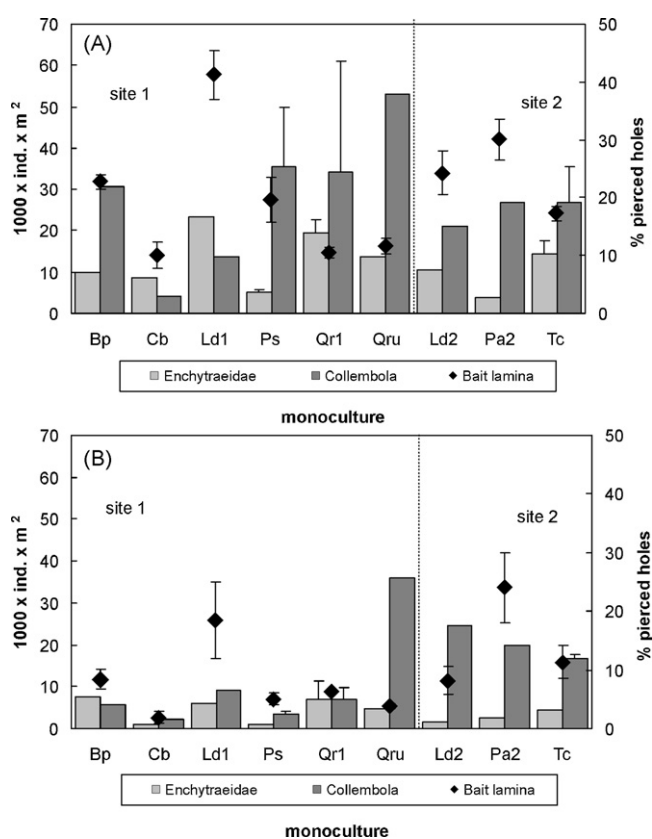 (A)
site 1
site 2
1000 x ind. x m²
70
60
50
40
30
20
10
0
50
40
30
20
10
0
% pierced holes
Bp Cb Ld1 Ps Qr1 Qru Ld2 Pa2 Tc
Enchytraeidae Collembola Bait lamina
monoculture
(B)
site 1
site 2
1000 x ind. x m²
70
60
50
40
30
20
10
0
50
40
30
20
10
0
% pierced holes
Bp Cb Ld1 Ps Qr1 Qru Ld2 Pa2 Tc
Enchytraeidae Collembola Bait lamina
monoculture